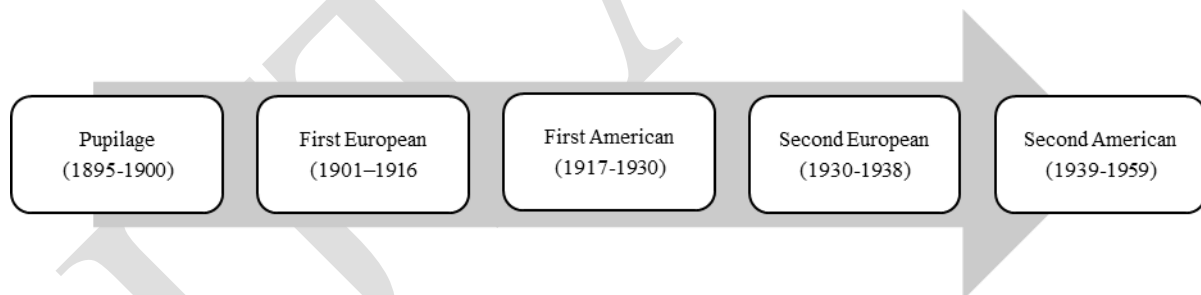 Pupilage
(1895-1900)
First European
(1901–1916
First American
(1917-1930)
Second European
(1930-1938)
Second American
(1939-1959)